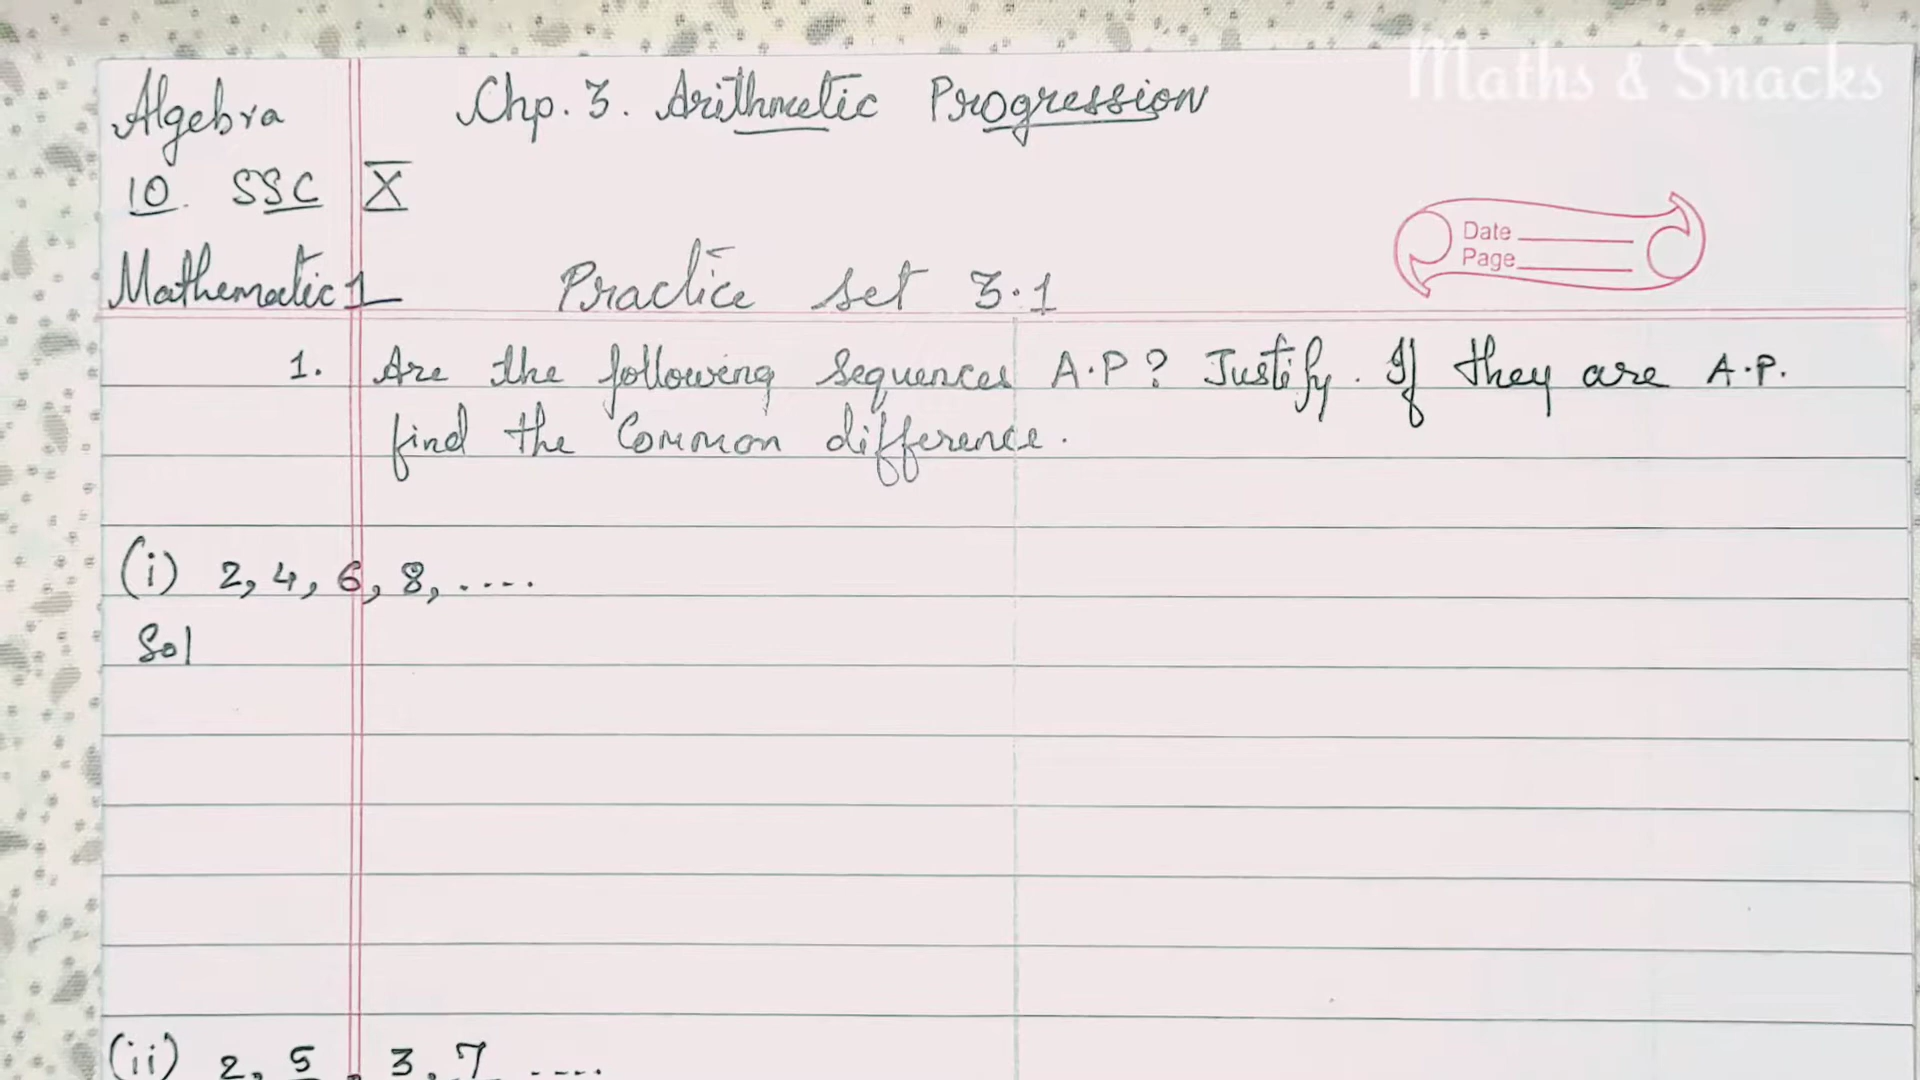 Maths & Snacks
Algebra Chp. 3. Arithmetic Progression
10. SSC X
Date
Page
Mathematic 1 Practice Set 3.1
1. Are the following Sequences A.P? Justify. If they are A.P.
find the Common difference.
(i) 2, 4, 6, 8, ....
Sol
(ii) 2, 5 , 3, 7 ....